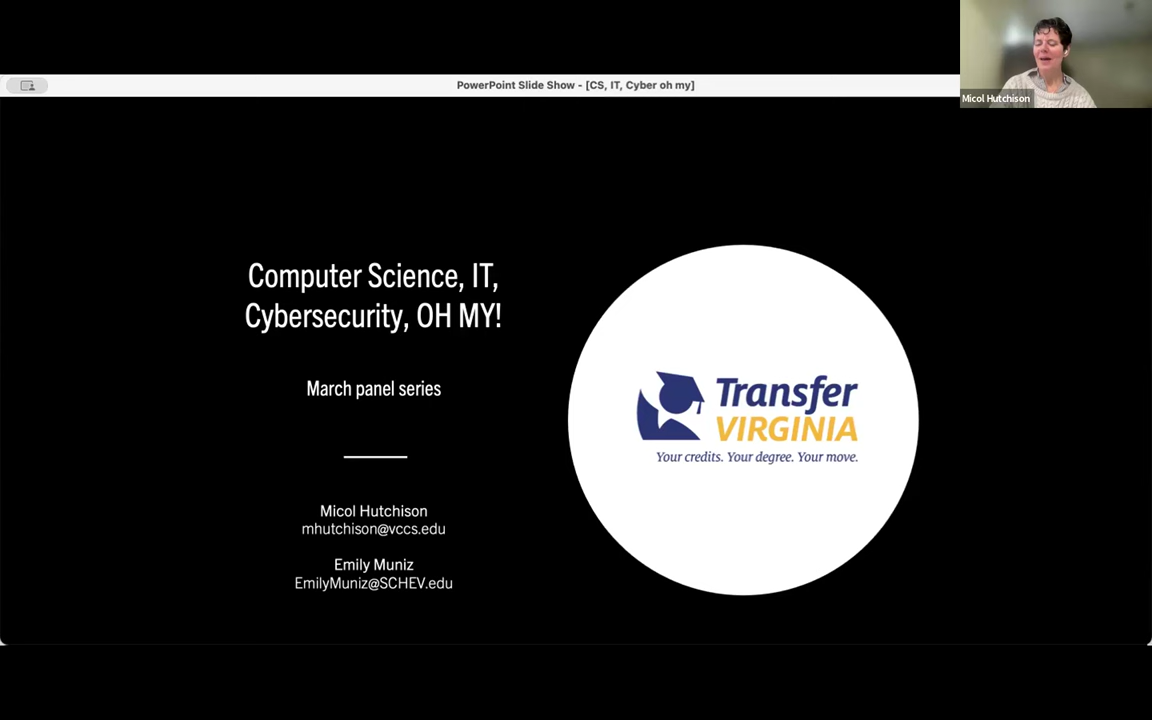 PowerPoint Slide Show - [CS, IT, Cyber oh my]
Micol Hutchison
Computer Science, IT,
Cybersecurity, OH MY!
March panel series
Micol Hutchison
mhutchison@vccs.edu
Emily Muniz
EmilyMuniz@SCHEV.edu
Transfer
VIRGINIA
Your credits. Your degree. Your move.